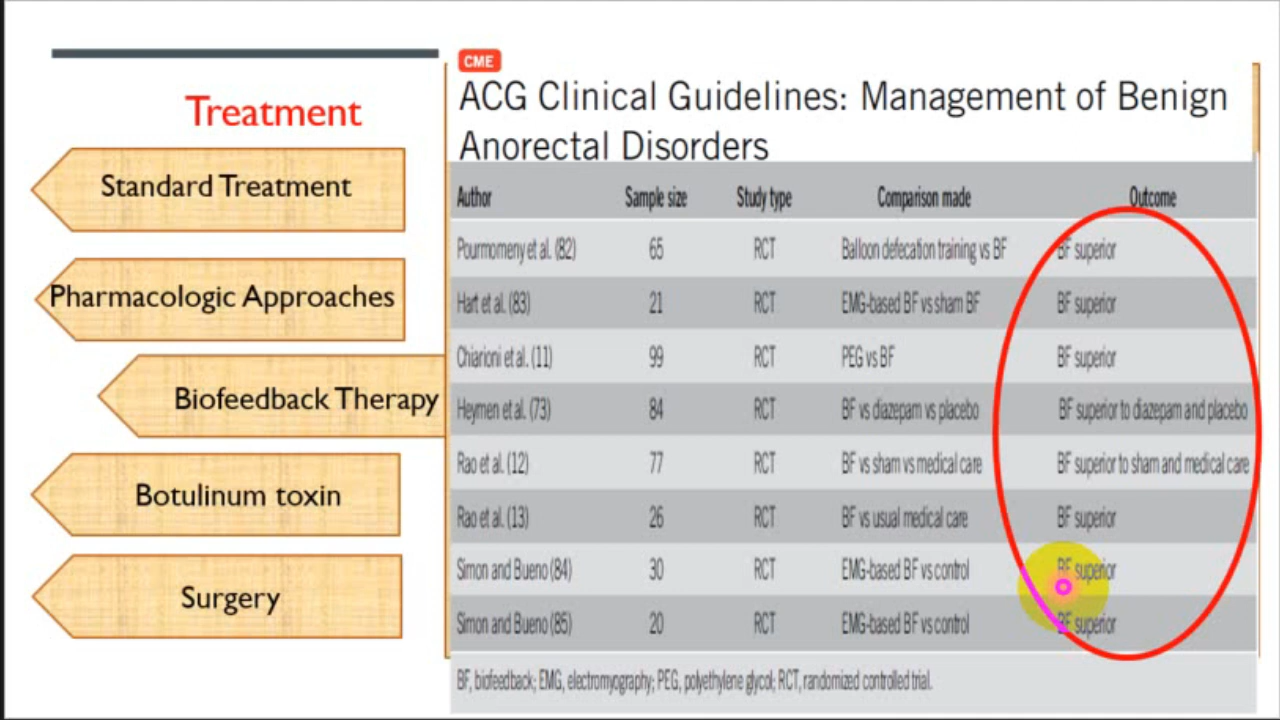 Treatment
Standard Treatment
Pharmacologic Approaches
Biofeedback Therapy
Botulinum toxin
Surgery
CME
ACG Clinical Guidelines: Management of Benign
Anorectal Disorders
Author Sample size Study type Comparison made Outcome
Pourmomeny et al. (82) 65 RCT Balloon defecation training vs BF BF superior
Hart et al. (83) 21 RCT EMG-based BF vs sham BF BF superior
Chiarioni et al. (11) 99 RCT PEG vs BF BF superior
Heymen et al. (73) 84 RCT BF vs diazepam vs placebo BF superior to diazepam and placebo
Rao et al. (12) 77 RCT BF vs sham vs medical care BF superior to sham and medical care
Rao et al. (13) 26 RCT BF vs usual medical care BF superior
Simon and Bueno (84) 30 RCT EMG-based BF vs control BF superior
Simon and Bueno (85) 20 RCT EMG-based BF vs control BF superior
BF, biofeedback; EMG, electromyography; PEG, polyethylene glycol; RCT, randomized controlled trial.